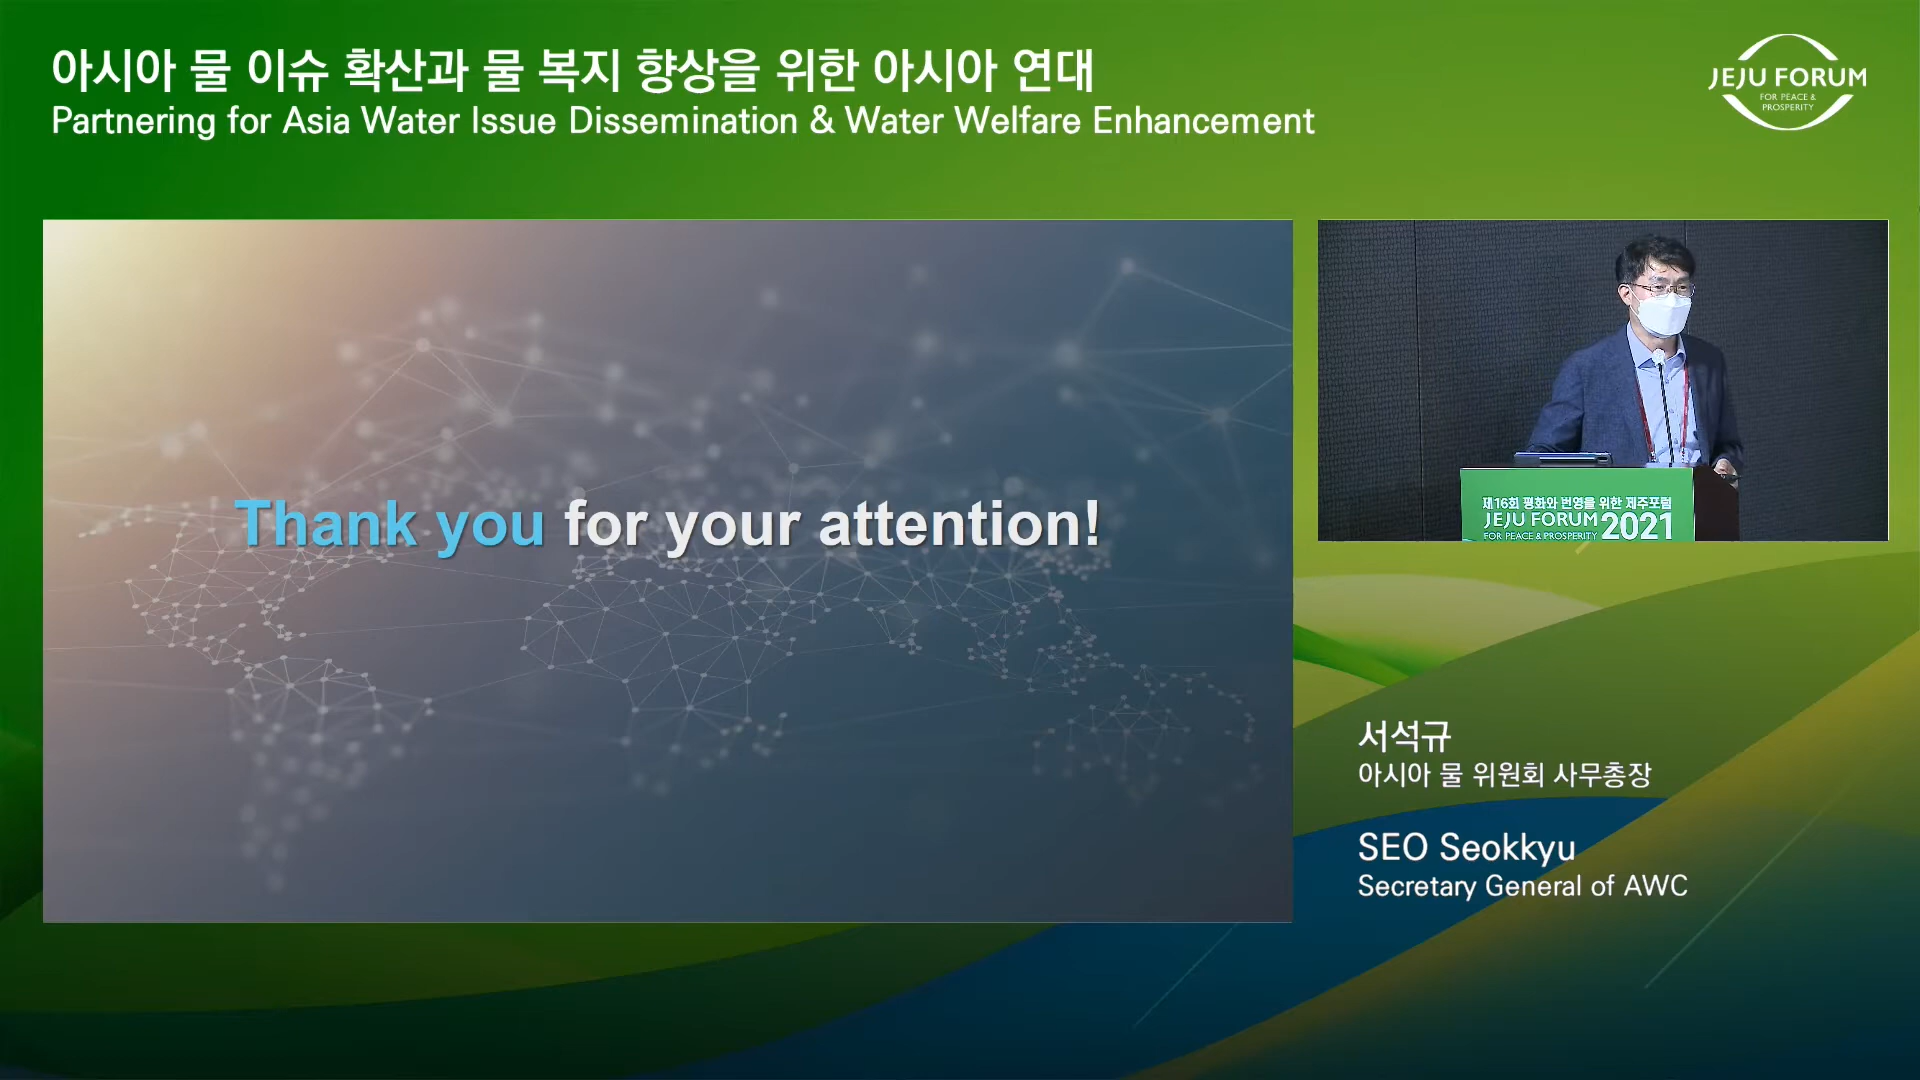 아시아 물 이슈 확산과 물 복지 향상을 위한 아시아 연대
Partnering for Asia Water Issue Dissemination & Water Welfare Enhancement
JEJU FORUM
FOR PEACE &
PROSPERITY
Thank you for your attention!
제16회 평화와 번영을 위한 제주포럼
JEJU FORUM 2021
FOR PEACE & PROSPERITY
서석규
아시아 물 위원회 사무총장
SEO Seokkyu
Secretary General of AWC